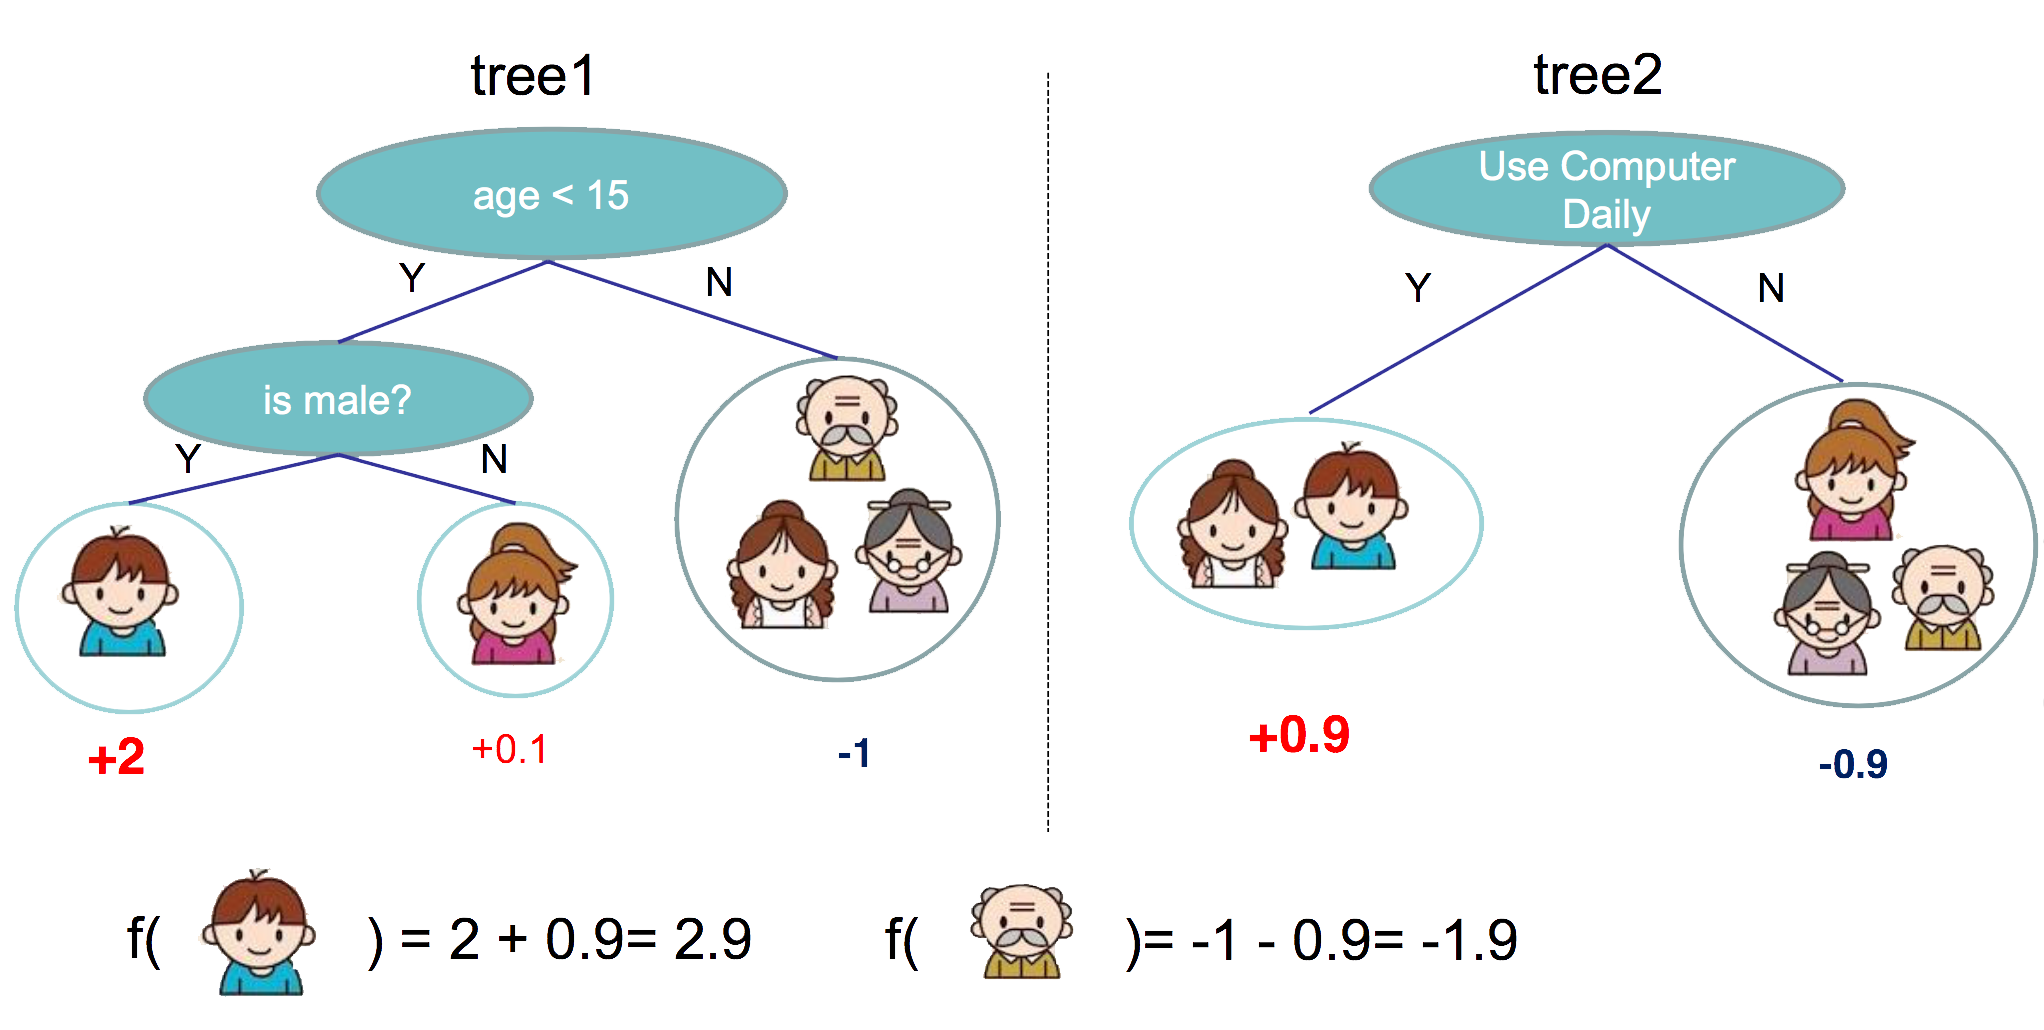 tree1
age < 15
Y
N
is male?
Y
N
+2
+0.1
-1
tree2
Use Computer
Daily
Y
N
+0.9
-0.9
f( ) = 2 + 0.9= 2.9
f( )= -1 - 0.9= -1.9